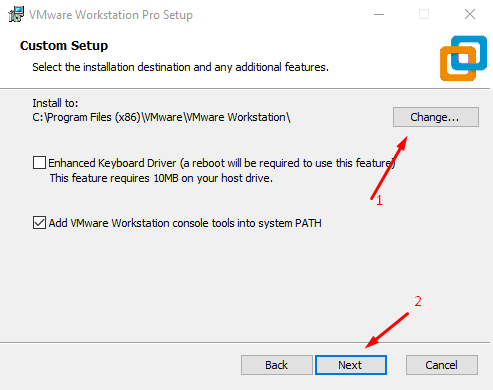 VMware Workstation Pro Setup
Custom Setup
Select the installation destination and any additional features.
Install to:
C:\Program Files (x86)\VMware\VMware Workstation\
Change...
Enhanced Keyboard Driver (a reboot will be required to use this feature)
This feature requires 10MB on your host drive.
1
Add VMware Workstation console tools into system PATH
2
Back
Next
Cancel